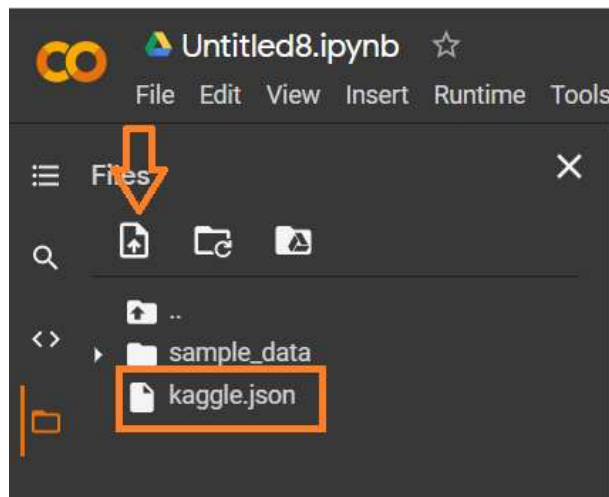 CO Untitled8.ipynb
File Edit View Insert Runtime Tools
Files
..
sample_data
kaggle.json